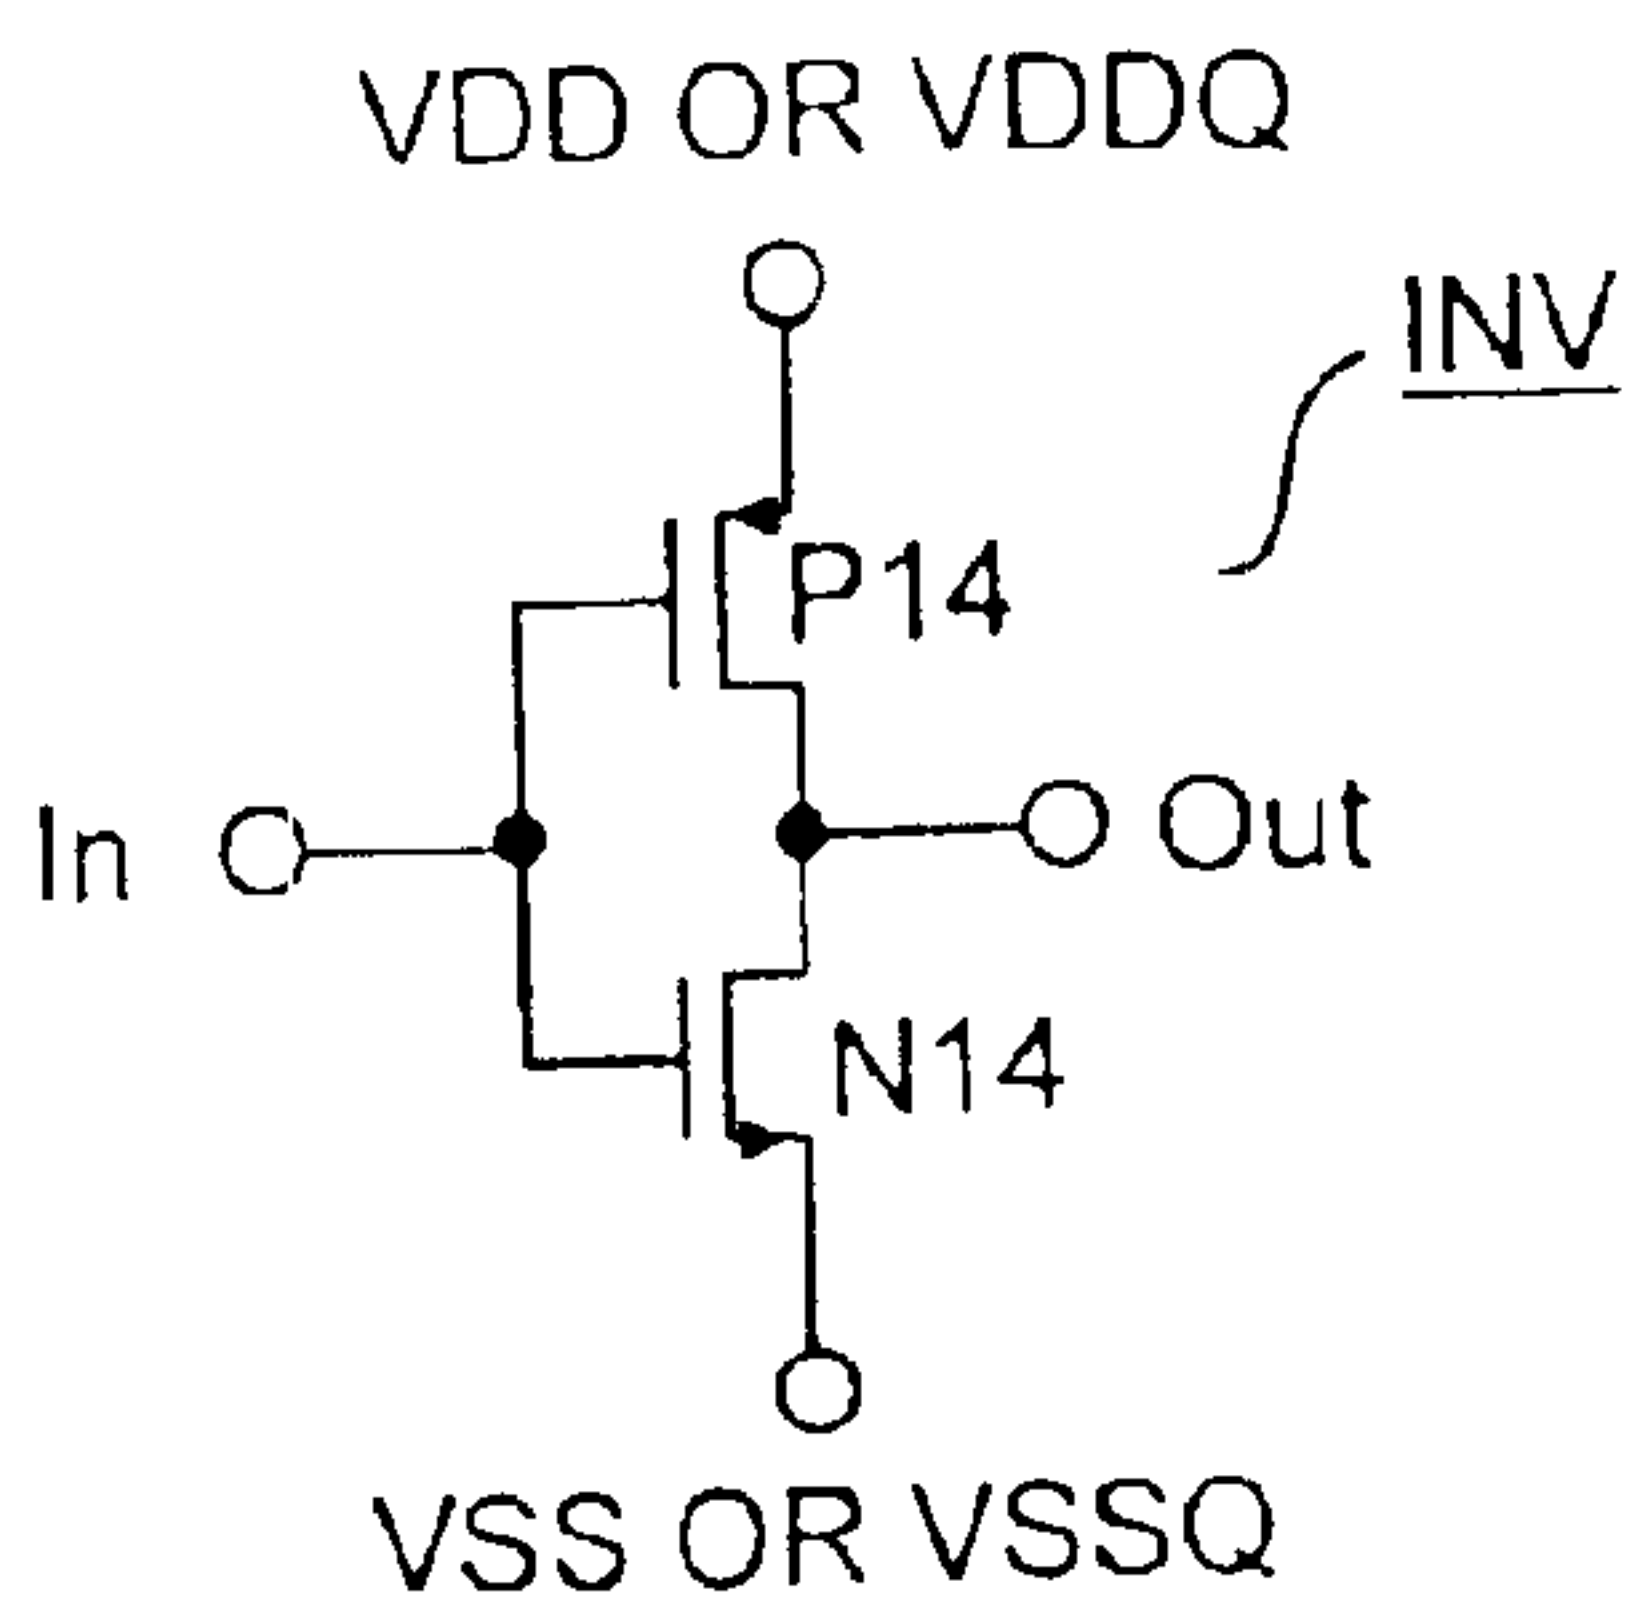 VDD OR VDDQ
INV
P14
In
Out
N14
VSS OR VSSQ